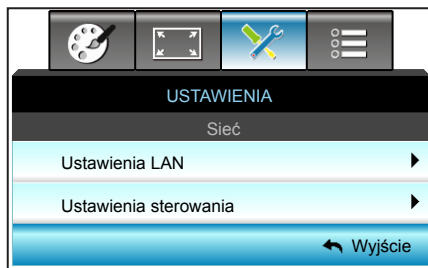 USTAWIENIA
Sieć
Ustawienia LAN
Ustawienia sterowania
Wyjście